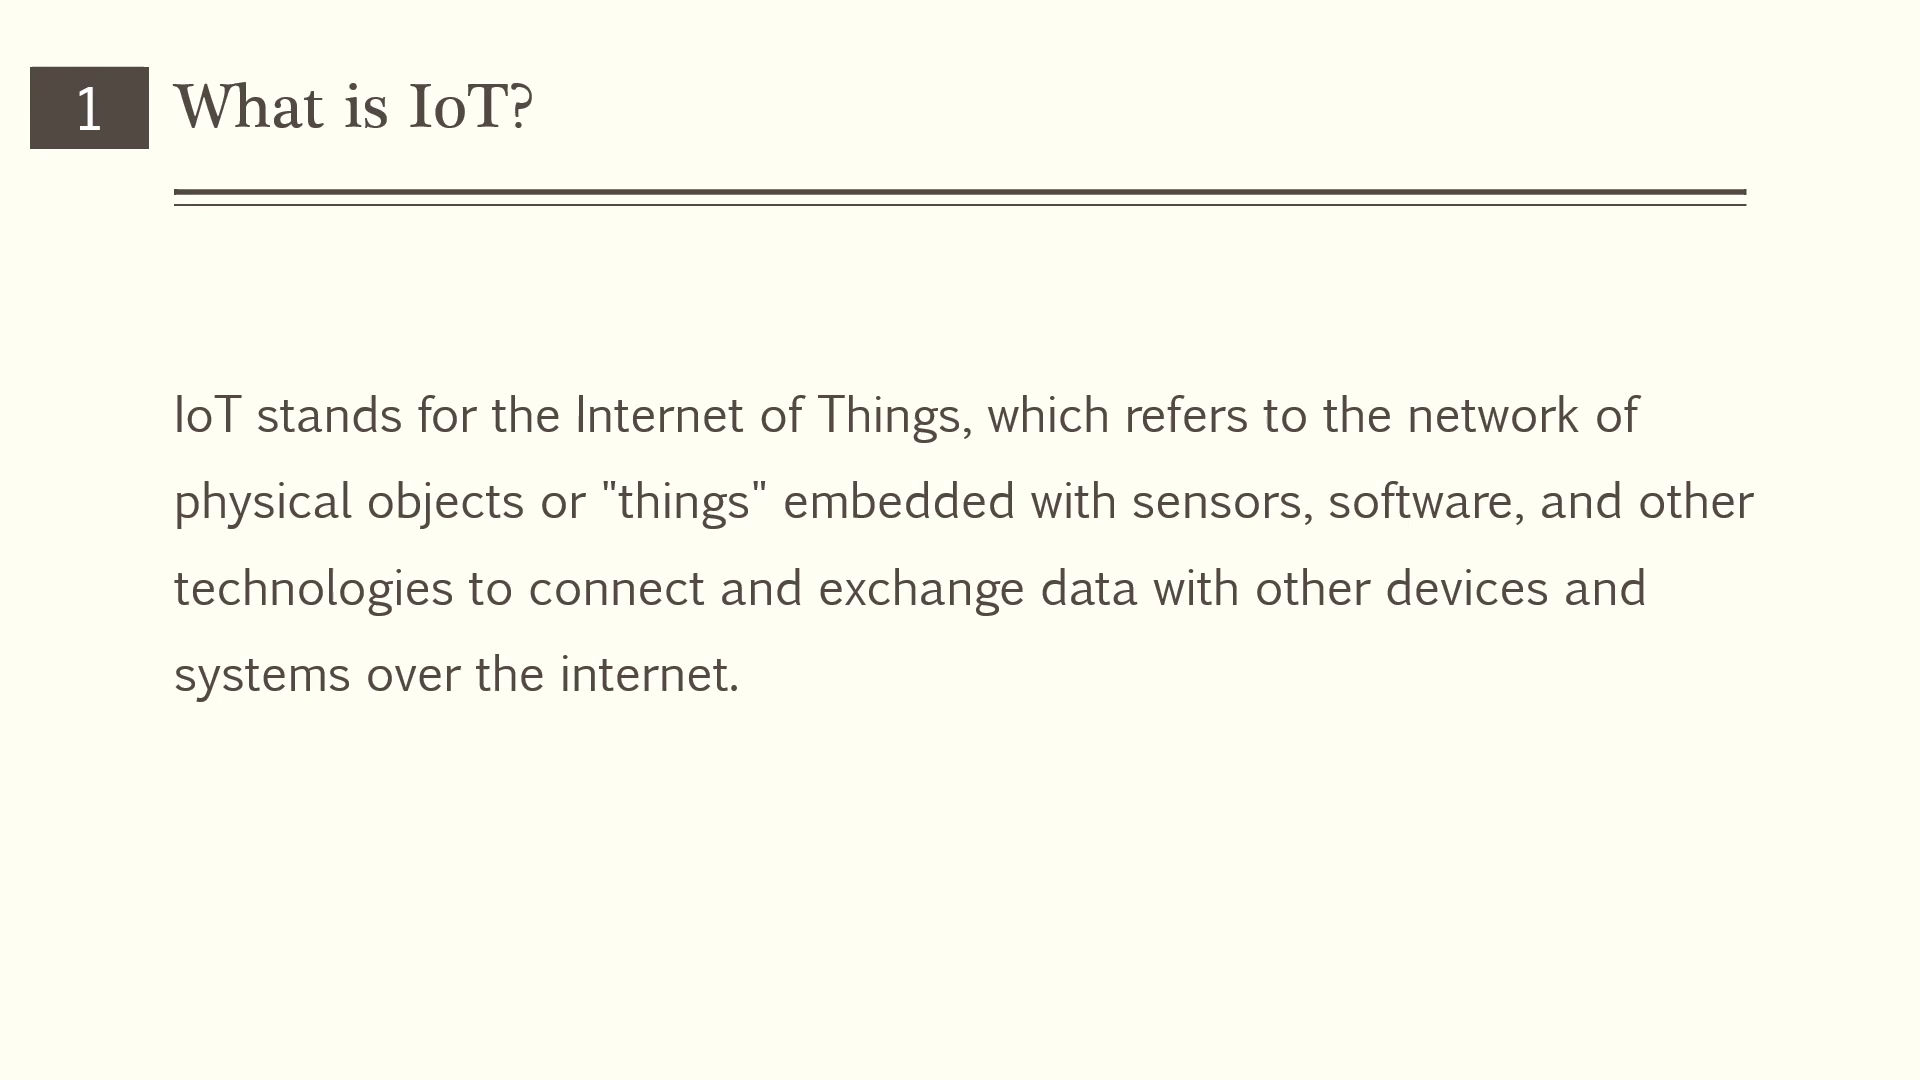 1 What is IoT?
IoT stands for the Internet of Things, which refers to the network of
physical objects or "things" embedded with sensors, software, and other
technologies to connect and exchange data with other devices and
systems over the internet.